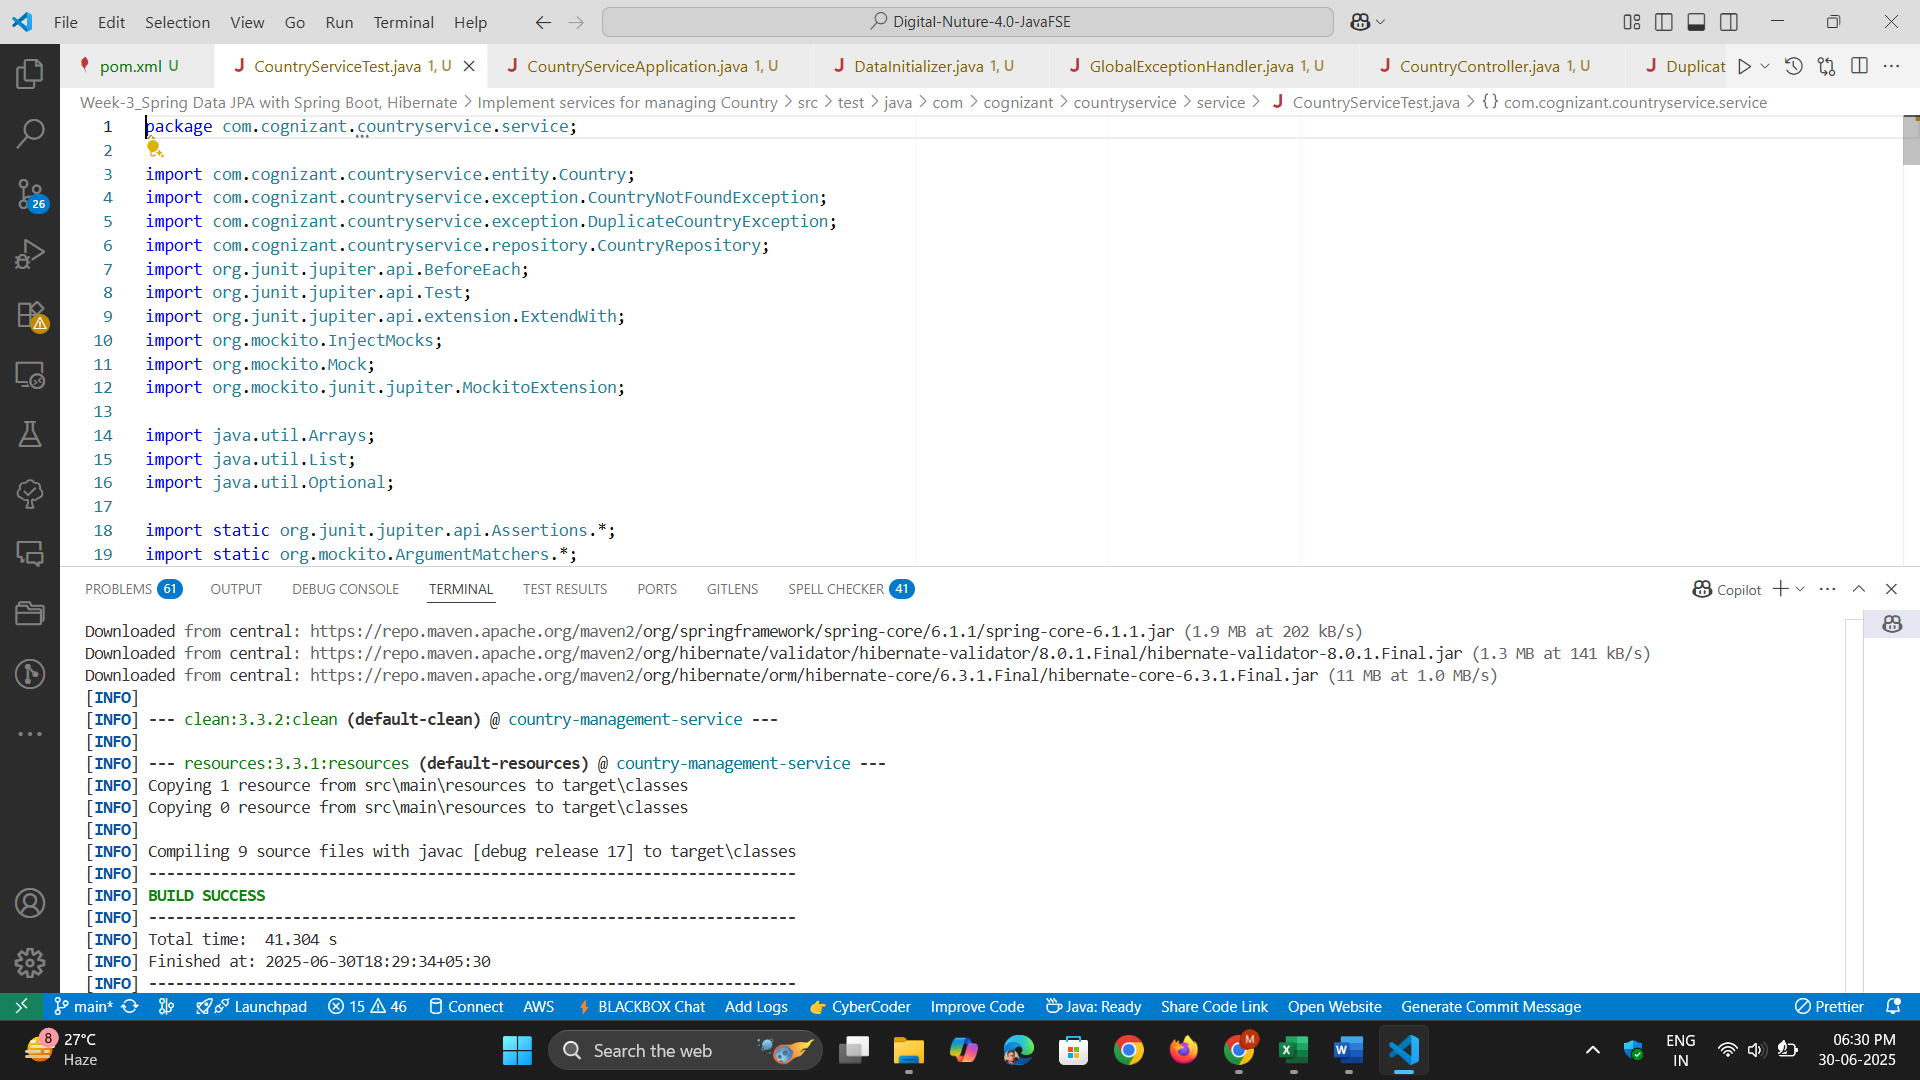 File Edit Selection View Go Run Terminal Help
Digital-Nuture-4.0-JavaFSE
pom.xml U
CountryServiceTest.java 1, U
CountryServiceApplication.java 1, U
DataInitializer.java 1, U
GlobalExceptionHandler.java 1, U
CountryController.java 1, U
Duplicat
Week-3_Spring Data JPA with Spring Boot, Hibernate > Implement services for managing Country > src > test > java > com > cognizant > countryservice > service > CountryServiceTest.java > {} com.cognizant.countryservice.service
1 package com.cognizant.countryservice.service;
2
3 import com.cognizant.countryservice.entity.Country;
4 import com.cognizant.countryservice.exception.CountryNotFoundException;
5 import com.cognizant.countryservice.exception.DuplicateCountryException;
6 import com.cognizant.countryservice.repository.CountryRepository;
7 import org.junit.jupiter.api.BeforeEach;
8 import org.junit.jupiter.api.Test;
9 import org.junit.jupiter.api.extension.ExtendWith;
10 import org.mockito.InjectMocks;
11 import org.mockito.Mock;
12 import org.mockito.junit.jupiter.MockitoExtension;
13
14 import java.util.Arrays;
15 import java.util.List;
16 import java.util.Optional;
17
18 import static org.junit.jupiter.api.Assertions.*;
19 import static org.mockito.ArgumentMatchers.*;
26
PROBLEMS 61 OUTPUT DEBUG CONSOLE TERMINAL TEST RESULTS PORTS GITLENS SPELL CHECKER 41
Copilot
Downloaded from central: https://repo.maven.apache.org/maven2/org/springframework/spring-core/6.1.1/spring-core-6.1.1.jar (1.9 MB at 202 kB/s)
Downloaded from central: https://repo.maven.apache.org/maven2/org/hibernate/validator/hibernate-validator/8.0.1.Final/hibernate-validator-8.0.1.Final.jar (1.3 MB at 141 kB/s)
Downloaded from central: https://repo.maven.apache.org/maven2/org/hibernate/orm/hibernate-core/6.3.1.Final/hibernate-core-6.3.1.Final.jar (11 MB at 1.0 MB/s)
[INFO]
[INFO] --- clean:3.3.2:clean (default-clean) @ country-management-service ---
[INFO]
[INFO] --- resources:3.3.1:resources (default-resources) @ country-management-service ---
[INFO] Copying 1 resource from src\main\resources to target\classes
[INFO] Copying 0 resource from src\main\resources to target\classes
[INFO]
[INFO] Compiling 9 source files with javac [debug release 17] to target\classes
[INFO] ------------------------------------------------------------------------
[INFO] BUILD SUCCESS
[INFO] ------------------------------------------------------------------------
[INFO] Total time:  41.304 s
[INFO] Finished at: 2025-06-30T18:29:34+05:30
[INFO] ------------------------------------------------------------------------
main* Launchpad 15 46 Connect AWS BLACKBOX Chat Add Logs CyberCoder Improve Code Java: Ready Share Code Link Open Website Generate Commit Message Prettier
8
27°C
Haze
Search the web
M
ENG
IN
06:30 PM
30-06-2025